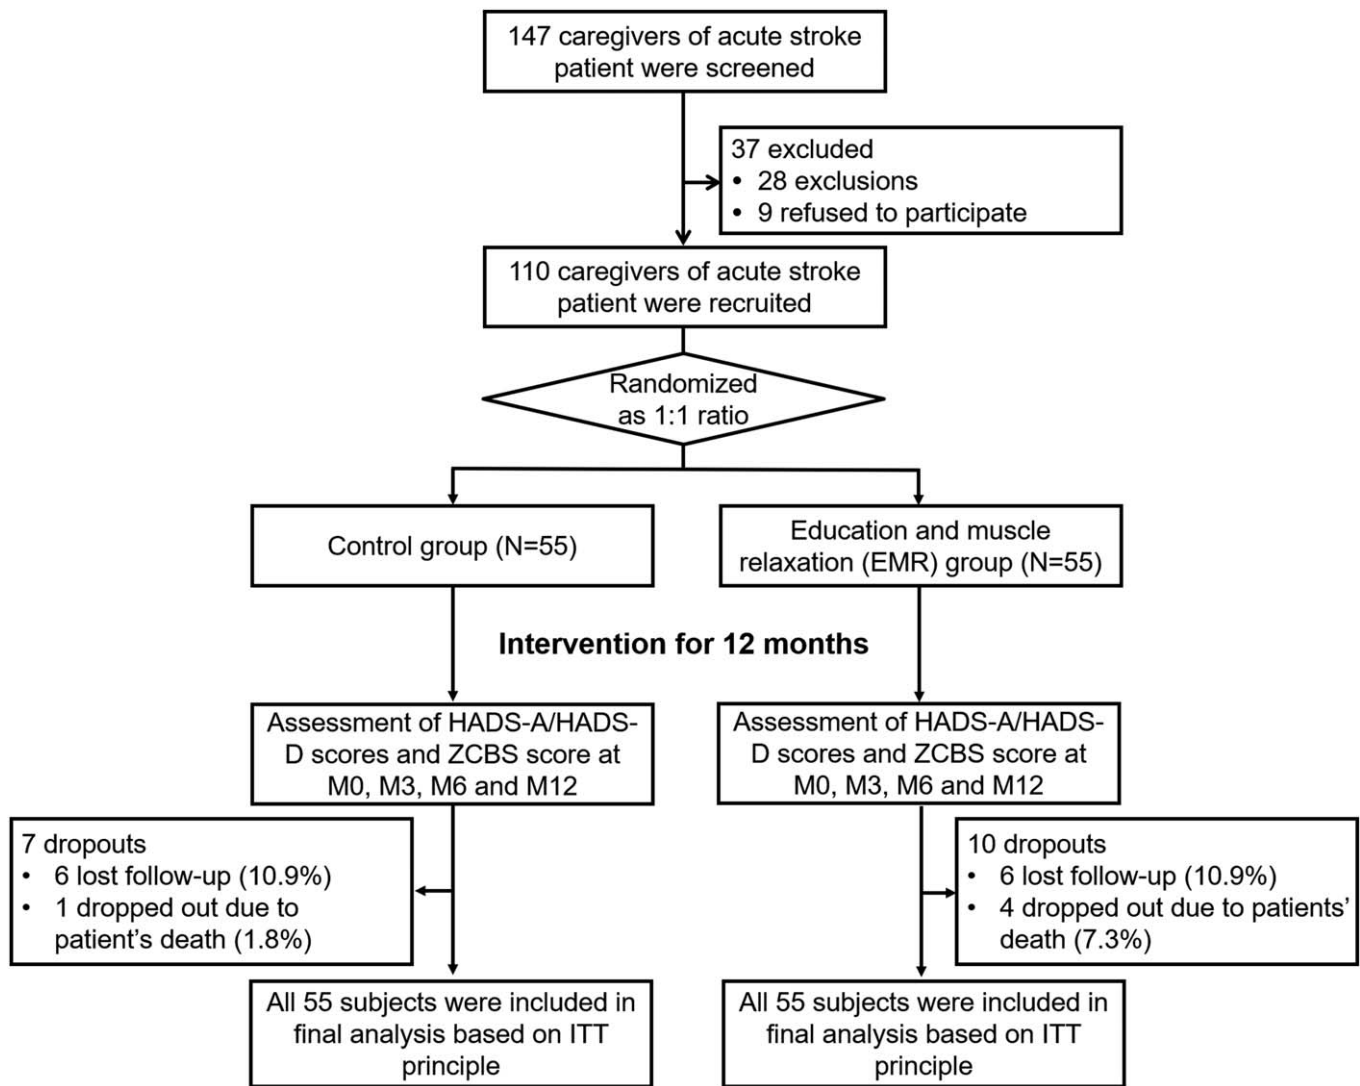 147 caregivers of acute stroke
patient were screened
37 excluded
• 28 exclusions
• 9 refused to participate
110 caregivers of acute stroke
patient were recruited
Randomized
as 1:1 ratio
Control group (N=55)
Education and muscle
relaxation (EMR) group (N=55)
Intervention for 12 months
Assessment of HADS-A/HADS-
D scores and ZCBS score at
M0, M3, M6 and M12
Assessment of HADS-A/HADS-
D scores and ZCBS score at
M0, M3, M6 and M12
7 dropouts
• 6 lost follow-up (10.9%)
• 1 dropped out due to
patient’s death (1.8%)
10 dropouts
• 6 lost follow-up (10.9%)
• 4 dropped out due to patients’
death (7.3%)
All 55 subjects were included in
final analysis based on ITT
principle
All 55 subjects were included in
final analysis based on ITT
principle